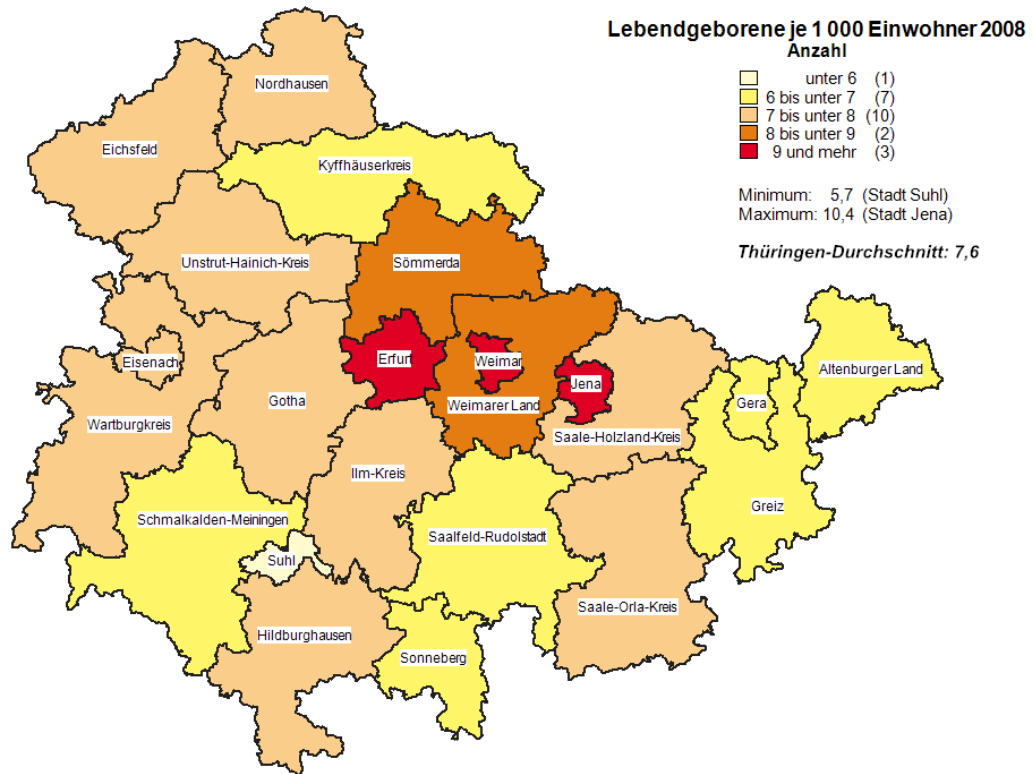 Lebendgeborene je 1 000 Einwohner 2008
Anzahl
unter 6 (1)
6 bis unter 7 (7)
7 bis unter 8 (10)
8 bis unter 9 (2)
9 und mehr (3)
Minimum: 5,7 (Stadt Suhl)
Maximum: 10,4 (Stadt Jena)
Thüringen-Durchschnitt: 7,6
Nordhausen
Eichsfeld
Kyffhäuserkreis
Unstrut-Hainich-Kreis
Sömmerda
Eisenach
Erfurt
Weimar
Jena
Altenburger Land
Gotha
Weimarer Land
Gera
Wartburgkreis
Saale-Holzland-Kreis
Ilm-Kreis
Greiz
Schmalkalden-Meiningen
Saalfeld-Rudolstadt
Suhl
Saale-Orla-Kreis
Hildburghausen
Sonneberg